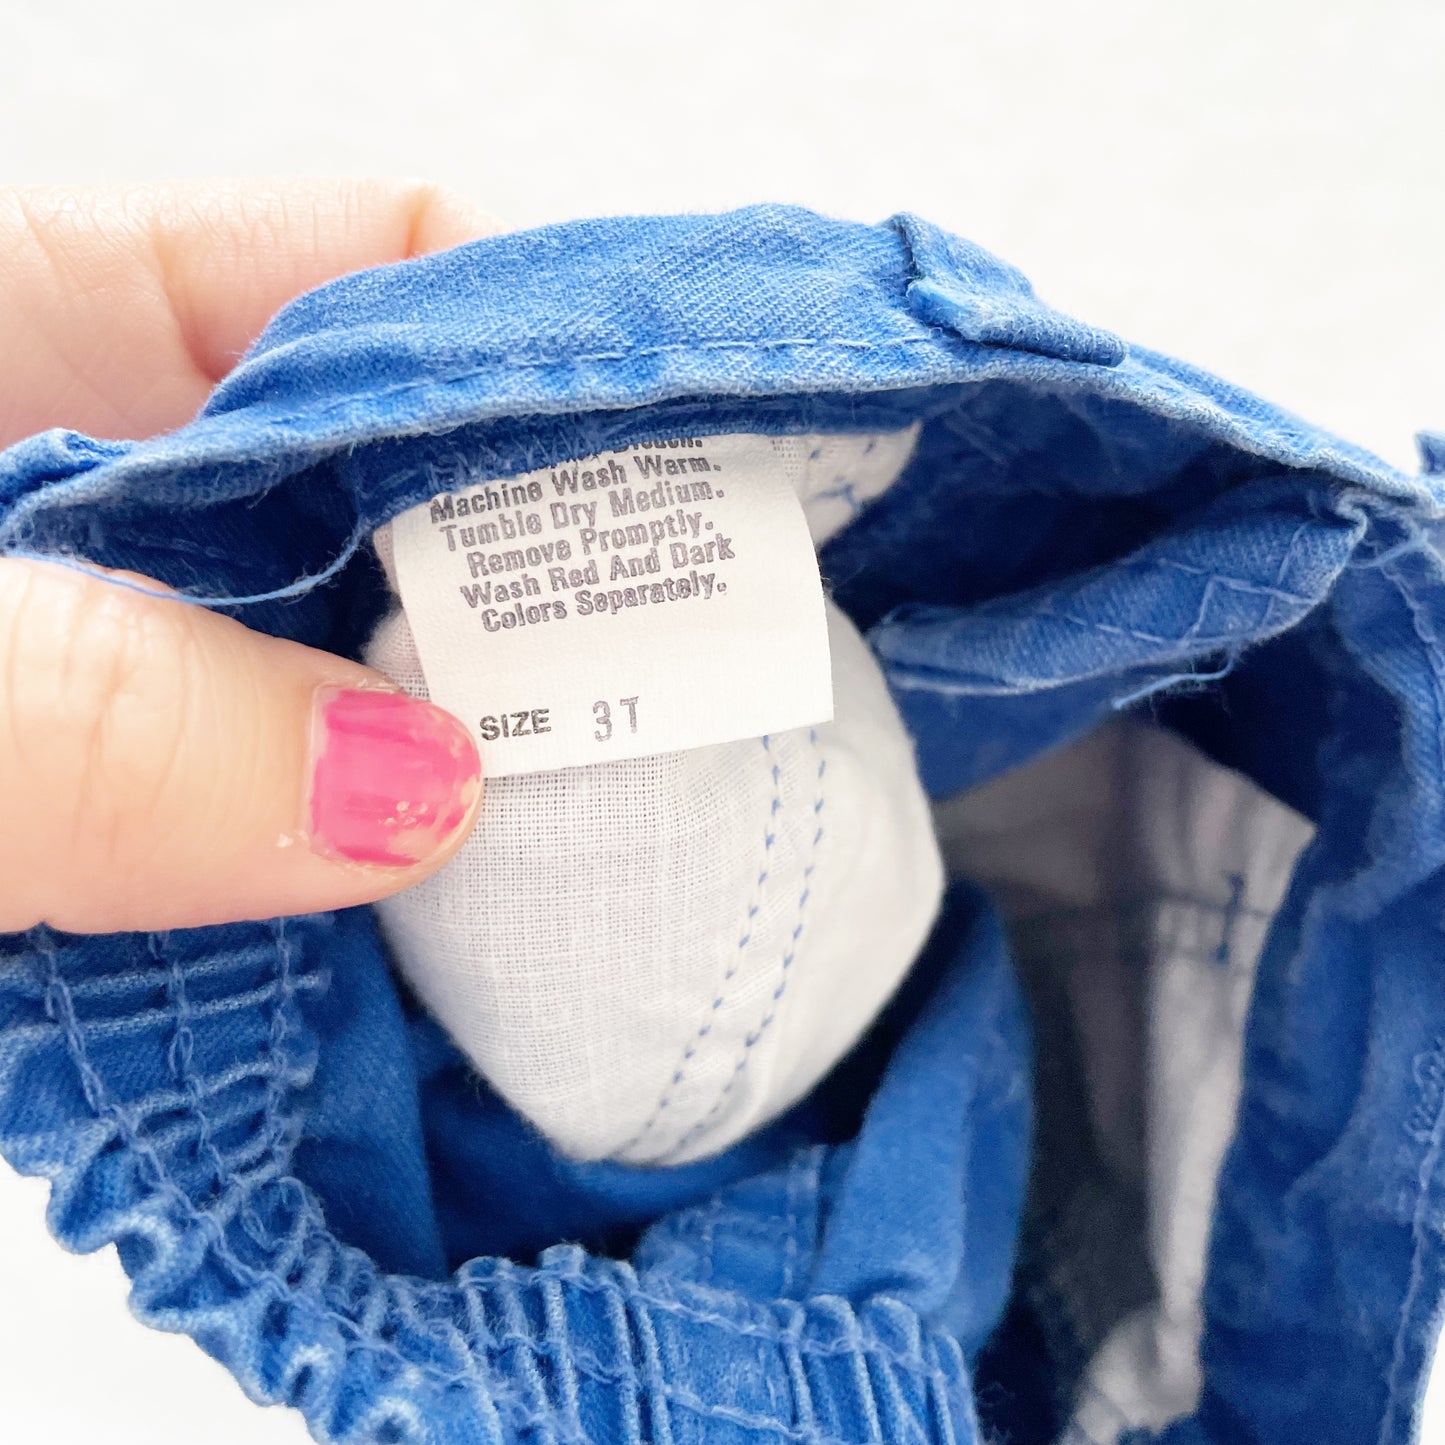 Machine Wash Warm.
Tumble Dry Medium.
Remove Promptly.
Wash Red And Dark
Colors Separately.
SIZE 3T